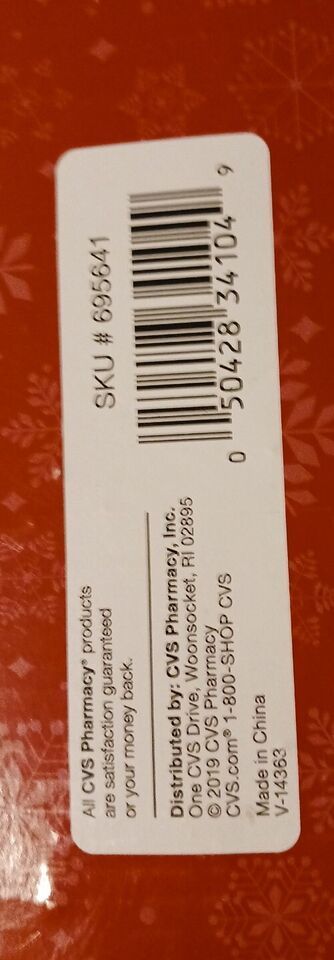 All CVS Pharmacy® products
are satisfaction guaranteed
or your money back.
Distributed by: CVS Pharmacy, Inc.
One CVS Drive, Woonsocket, RI 02895
© 2019 CVS Pharmacy
CVS.com® 1-800-SHOP CVS
Made in China
V-14363
SKU # 695641
0 50428 34104 9